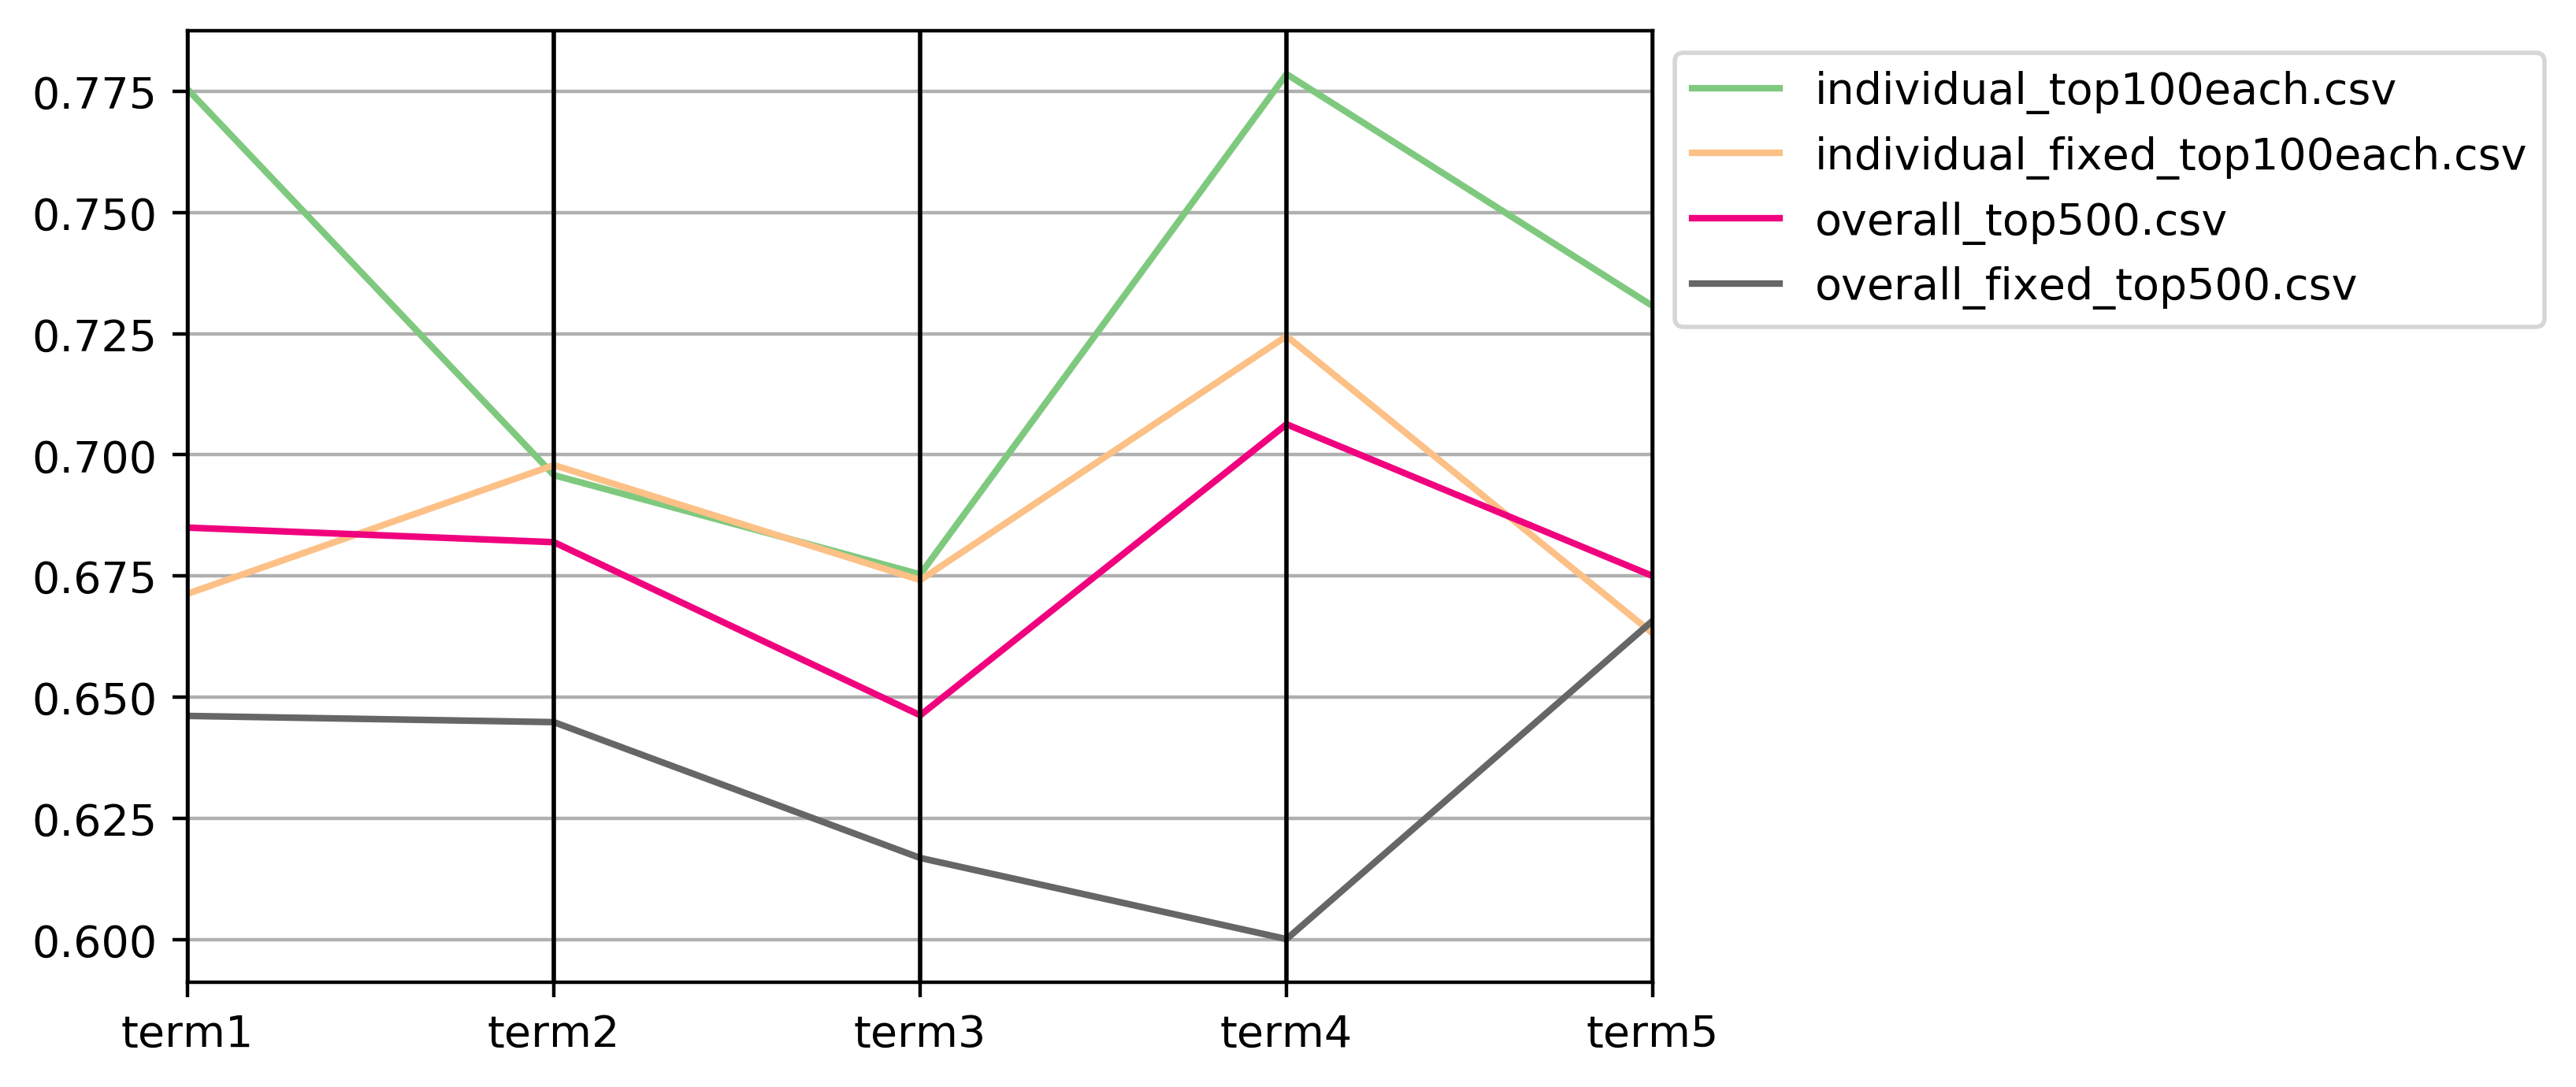 0.775
0.750
0.725
0.700
0.675
0.650
0.625
0.600
term1 term2 term3 term4 term5
individual_top100each.csv
individual_fixed_top100each.csv
overall_top500.csv
overall_fixed_top500.csv